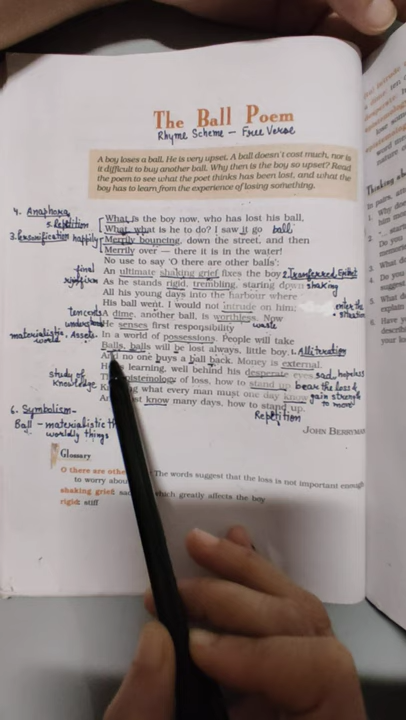 The Ball Poem
Rhyme Scheme - Free Verse
A boy loses a ball. He is very upset. A ball doesn't cost much, nor is
it difficult to buy another ball. Why then is the boy so upset? Read
the poem to see what the poet thinks has been lost, and what the
boy has to learn from the experience of losing something.
4. Anaphora
5. Repetition
What is the boy now, who has lost his ball,
What, what is he to do? I saw it go ball
3. happily
Merrily bouncing, down the street, and then
Merrily over — there it is in the water!
No use to say 'O there are other balls':
final
An ultimate shaking grief fixes the boy 2. Transferred Epithet
rigid, trembling, staring down shaking
As he stands
All his young days into the harbour where
His ball went. I would not intrude on him; enter the situation
ten cents A dime, another ball, is worthless. Now
understand He senses first responsibility waste
materialistic world Assets. In a world of possessions. People will take
Balls, balls will be lost always, little boy. 1. Alliteration
And no one buys a ball back. Money is external.
learning, well behind his desperate eyes sad, hopeless
study of knowledge
of loss, how to stand up bear the loss &
what every man must one day know gain strength to move
know many days, how to stand up.
Repetition
6. Symbolism-
Ball - materialistic
worldly things
JOHN
Glossary
O there are The words suggest that the loss is not important enough
to worry
shaking grief: which greatly affects the boy
rigid: stiff